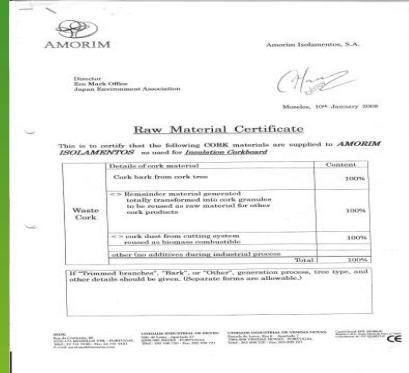 AMORIM
Amorim Isolamentos, S.A.
Director
Eco Mark Office
Japan Environment Association
Mozelos, 10th January 2008
Raw Material Certificate
This is to certify that the following CORK materials are supplied to AMORIM
ISOLAMENTOS as used for Insulation Corkboard
Details of cork material Content
Waste
Cork
Cork bark from cork tree 100%
<> Remainder material generated
totally transformed into cork granules
to be reused as raw material for other
cork products 100%
<> cork dust from cutting system
reused as biomass combustible 100%
other (no additives during industrial process
Total 100%
If "Trimmed branches", "Bark", or "Other", generation process, tree type, and
other details should be given. (Separate forms are allowable.)
CE